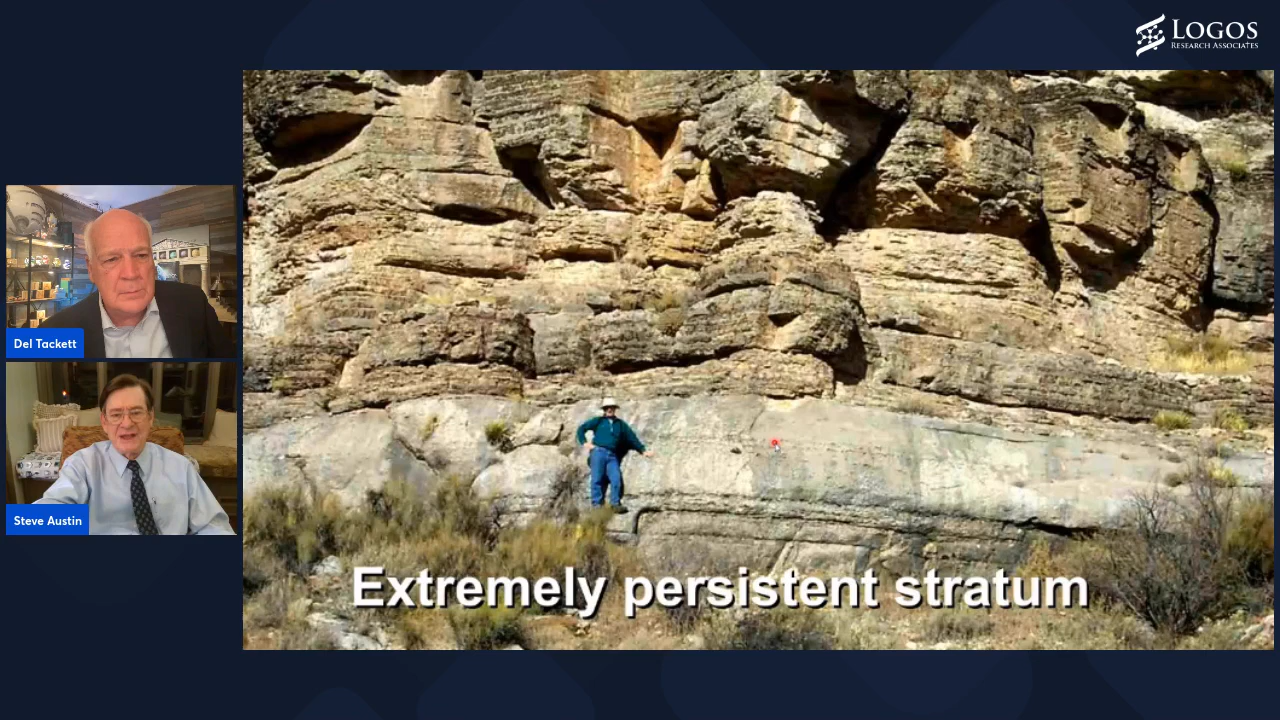 LOGOS
RESEARCH ASSOCIATES
Del Tackett
Steve Austin
Extremely persistent stratum